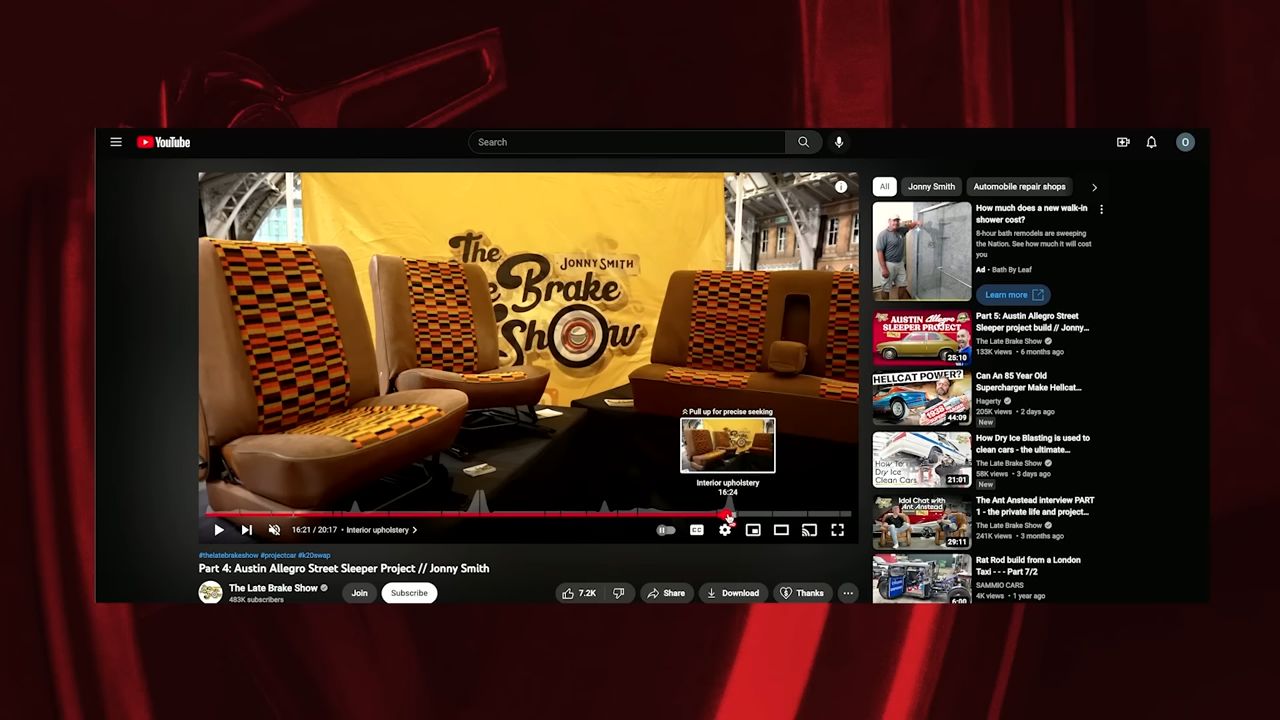 YouTube
Search
O
The
JONNY SMITH
Brake
Show
Pull up for precise seeking
Interior upholstery
16:24
16:21 / 20:17 • Interior upholstery
CC
#thelatebrakeshow #projectcar #k20swap
Part 4: Austin Allegro Street Sleeper Project // Jonny Smith
The Late Brake Show
483K subscribers
Join
Subscribe
7.2K
Share
Download
Thanks
All
Jonny Smith
Automobile repair shops
How much does a new walk-in
shower cost?
8-hour bath remodels are sweeping
the Nation. See how much it will cost
you
Ad • Bath By Leaf
Learn more
AUSTIN Allegro STREET
SLEEPER PROJECT
25:10
Part 5: Austin Allegro Street
Sleeper project build // Jonny...
The Late Brake Show
133K views • 6 months ago
HELLCAT POWER?
44:09
Can An 85 Year Old
Supercharger Make Hellcat...
Hagerty
205K views • 2 days ago
New
How To:
Dry Ice
Clean Cars
21:01
How Dry Ice Blasting is used to
clean cars - the ultimate...
The Late Brake Show
58K views • 3 days ago
New
Idol Chat with
Ant Anstead
29:11
The Ant Anstead interview PART
1 - the private life and project...
The Late Brake Show
241K views • 3 months ago
6:00
Rat Rod build from a London
Taxi - - - Part 7/2
SAMMIO CARS
4K views • 1 year ago